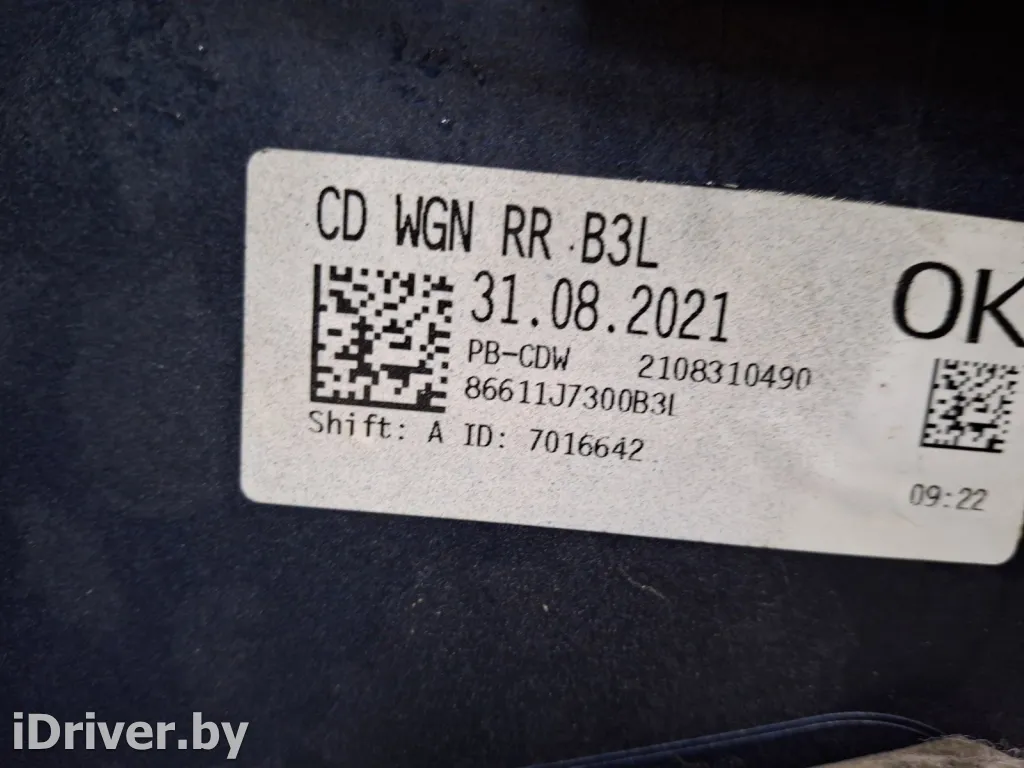 CD WGN RR B3L
OK
31.08.2021
PB-CDW 2108310490
86611J7300B3L
Shift: A ID: 7016642
09:22
iDriver.by